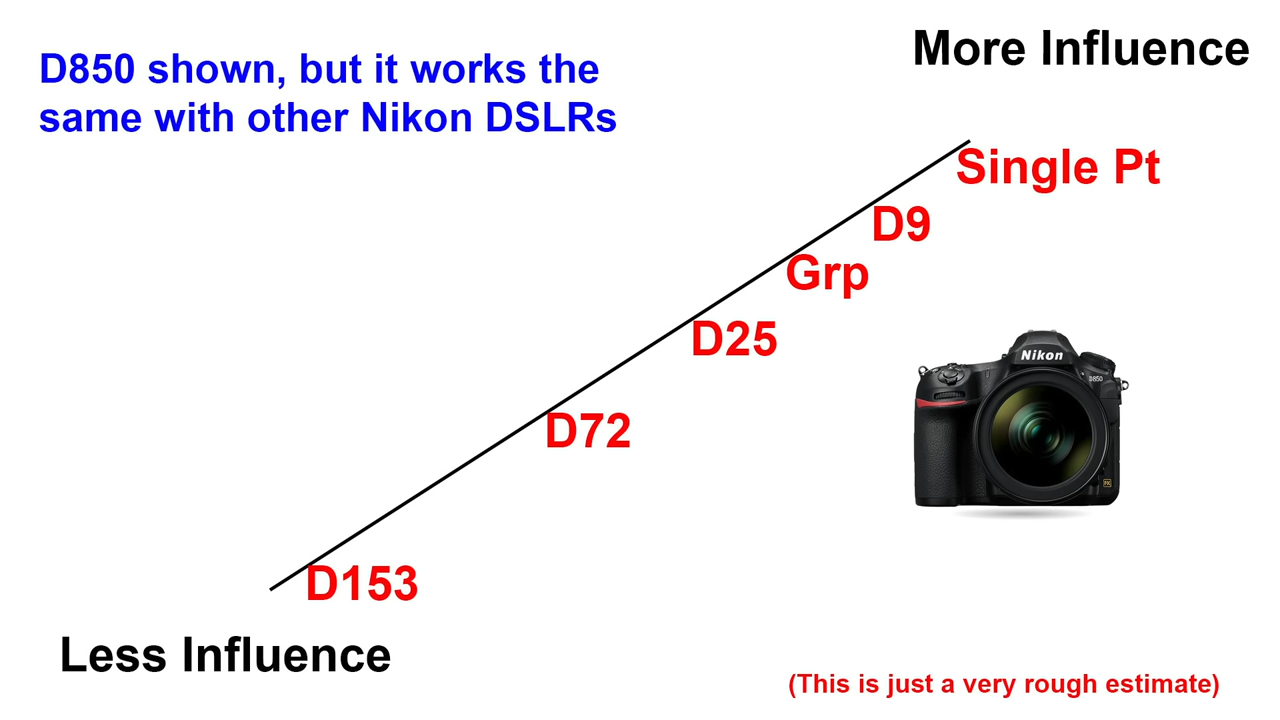 More Influence
D850 shown, but it works the
same with other Nikon DSLRs
Single Pt
D9
Grp
D25
Nikon
D850
D72
FX
D153
Less Influence
(This is just a very rough estimate)